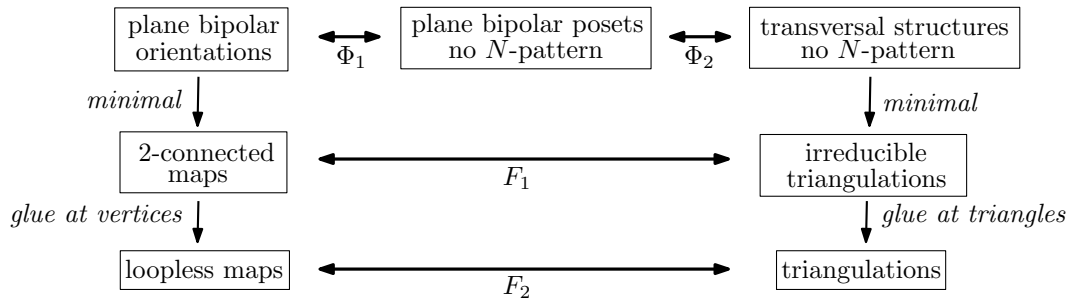 plane bipolar
orientations
plane bipolar posets
no N-pattern
transversal structures
no N-pattern
Φ1
Φ2
minimal
minimal
2-connected
maps
irreducible
triangulations
F1
glue at vertices
glue at triangles
loopless maps
triangulations
F2